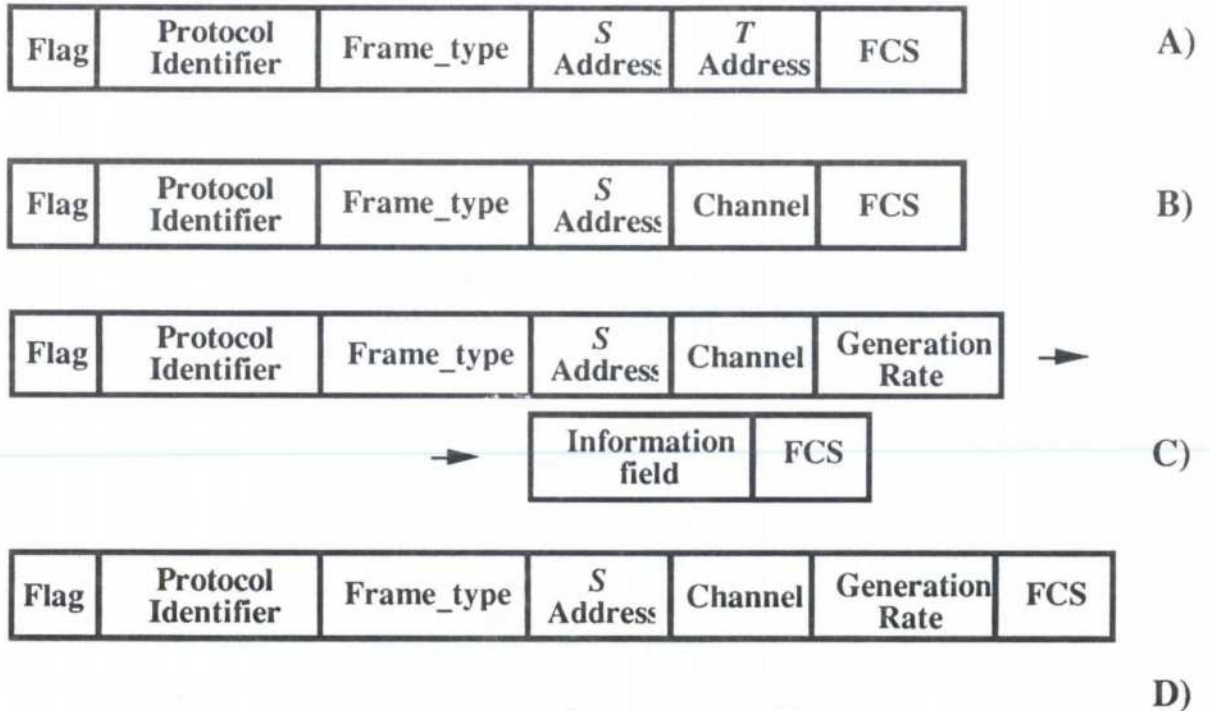 Flag Protocol Identifier Frame_type S Address T Address FCS A)
Flag Protocol Identifier Frame_type S Address Channel FCS B)
Flag Protocol Identifier Frame_type S Address Channel Generation Rate
Information field FCS C)
Flag Protocol Identifier Frame_type S Address Channel Generation Rate FCS
D)